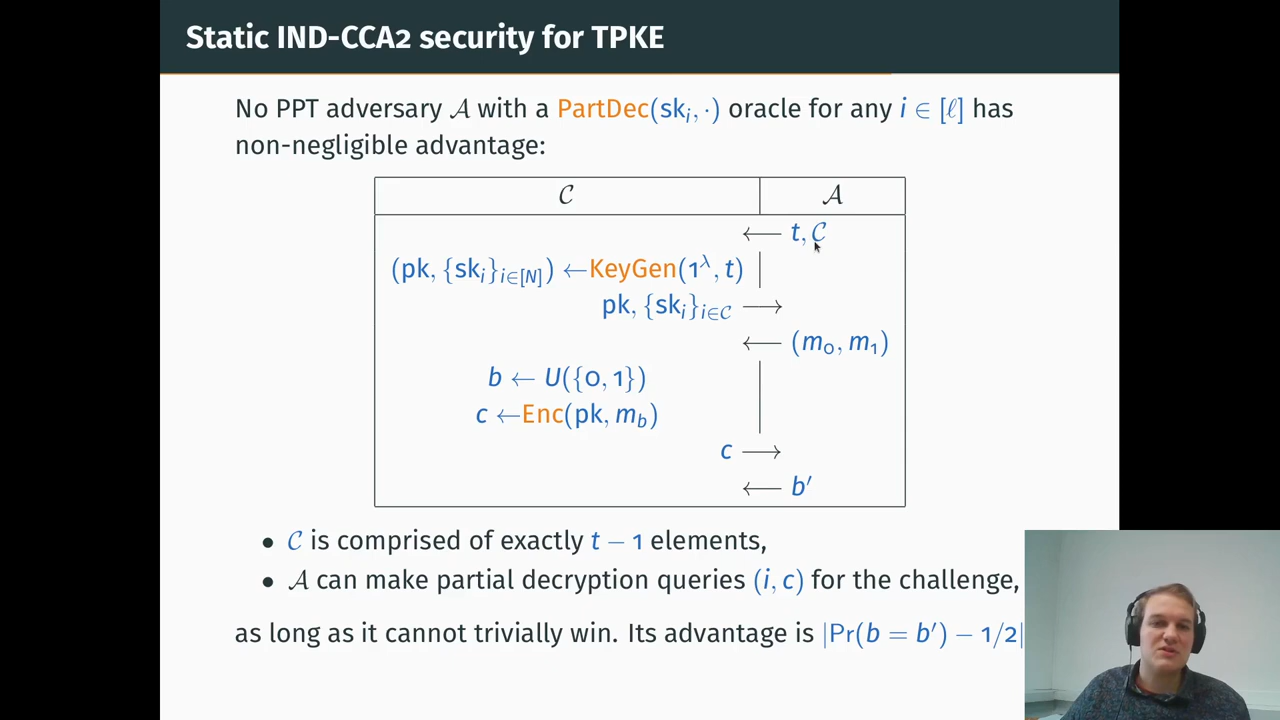 Static IND-CCA2 security for TPKE
No PPT adversary 𝒜 with a PartDec(skᵢ, ·) oracle for any i ∈ [ℓ] has
non-negligible advantage:
𝒞 𝒜
⟵ t, 𝒞
(pk, {skᵢ}_{i∈[N]}) ←KeyGen(1^λ, t)
pk, {skᵢ}_{i∈𝒞} ⟶
⟵ (m₀, m₁)
b ← U({0, 1})
c ←Enc(pk, m_b)
c ⟶
⟵ b′
• 𝒞 is comprised of exactly t − 1 elements,
• 𝒜 can make partial decryption queries (i, c) for the challenge,
as long as it cannot trivially win. Its advantage is |Pr(b = b′) − 1/2|